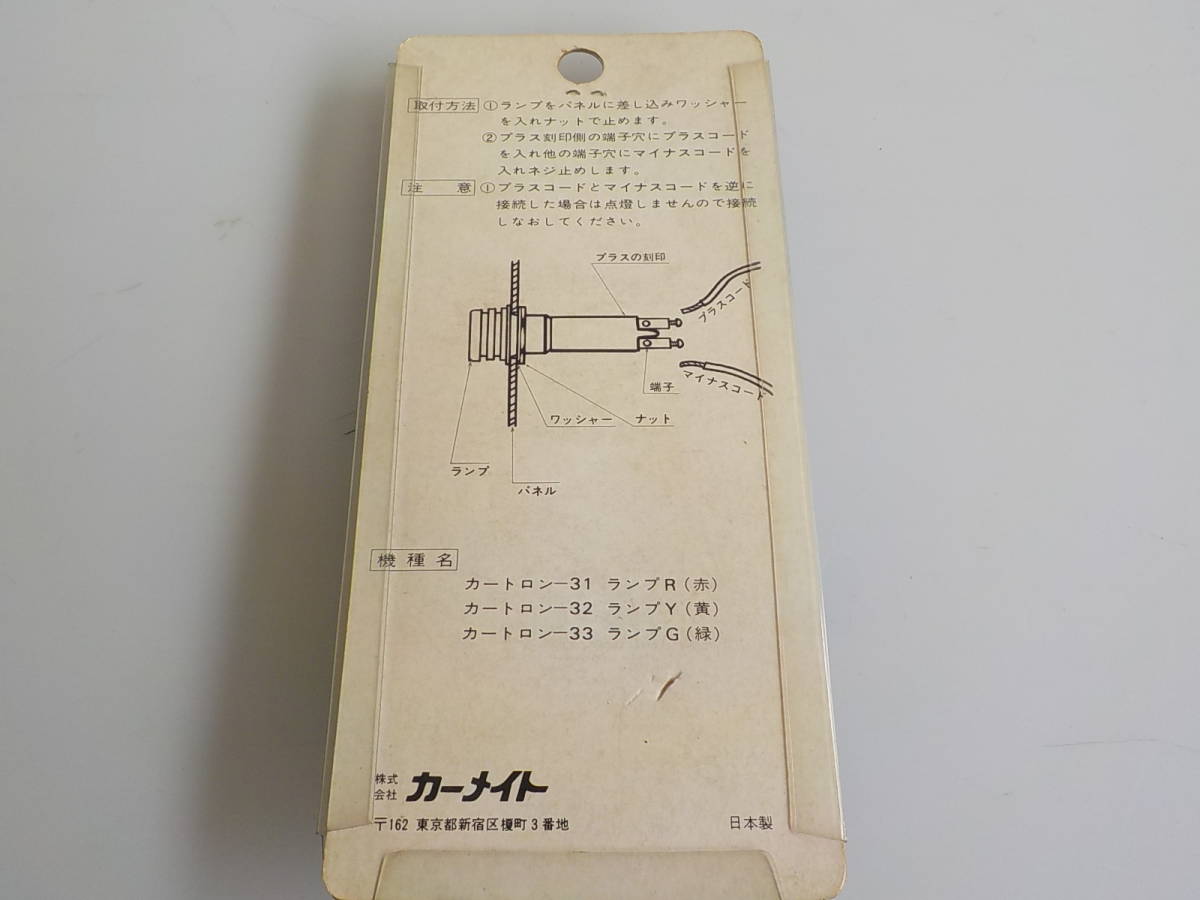 取付方法 ①ランプをパネルに差し込みワッシャー
を入れナットで止めます。
②プラス刻印側の端子穴にプラスコード
を入れ他の端子穴にマイナスコードを
入れネジ止めします。
注意 ①プラスコードとマイナスコードを逆に
接続した場合は点燈しませんので接続
しなおしてください。
プラスの刻印
プラスコード
マイナスコード
端子
ワッシャー
ナット
ランプ
パネル
機種名
カートロン−31 ランプR(赤)
カートロン−32 ランプY(黄)
カートロン−33 ランプG(緑)
株式会社 カーメイト
〒162 東京都新宿区榎町3番地 日本製